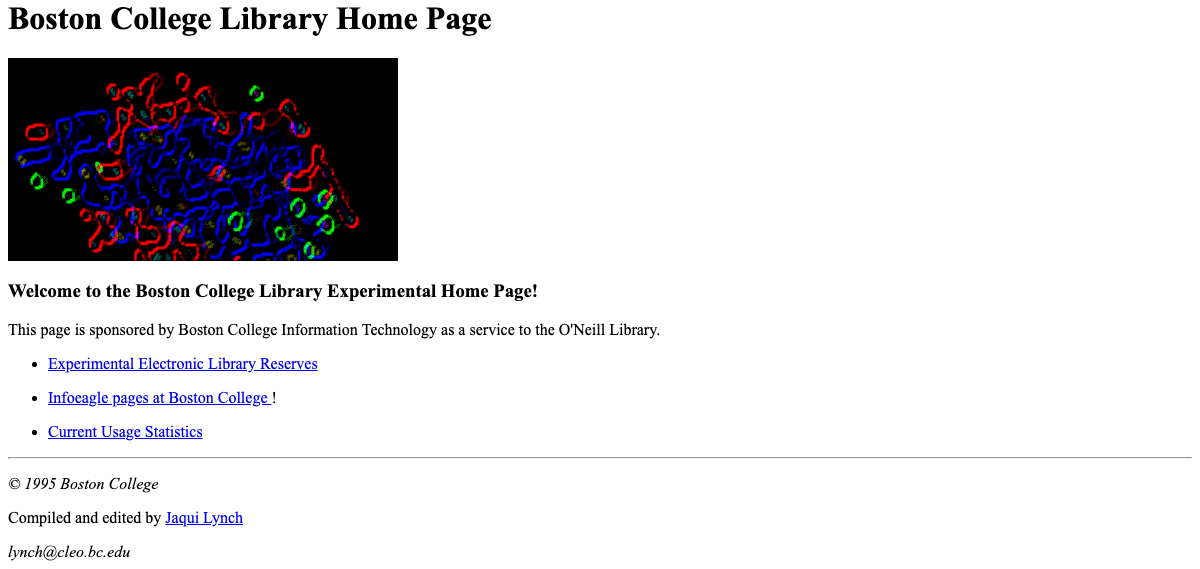 Boston College Library Home Page
Welcome to the Boston College Library Experimental Home Page!
This page is sponsored by Boston College Information Technology as a service to the O'Neill Library.
• Experimental Electronic Library Reserves
• Infoeagle pages at Boston College !
• Current Usage Statistics
© 1995 Boston College
Compiled and edited by Jaqui Lynch
lynch@cleo.bc.edu